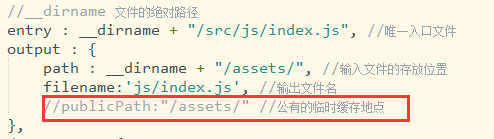 //__dirname 文件的绝对路径
entry : __dirname + "/src/js/index.js", //唯一入口文件
output : {
path : __dirname + "/assets/", //输入文件的存放位置
filename:'js/index.js', //输出文件名
//publicPath:"/assets/" //公有的临时缓存地点
},